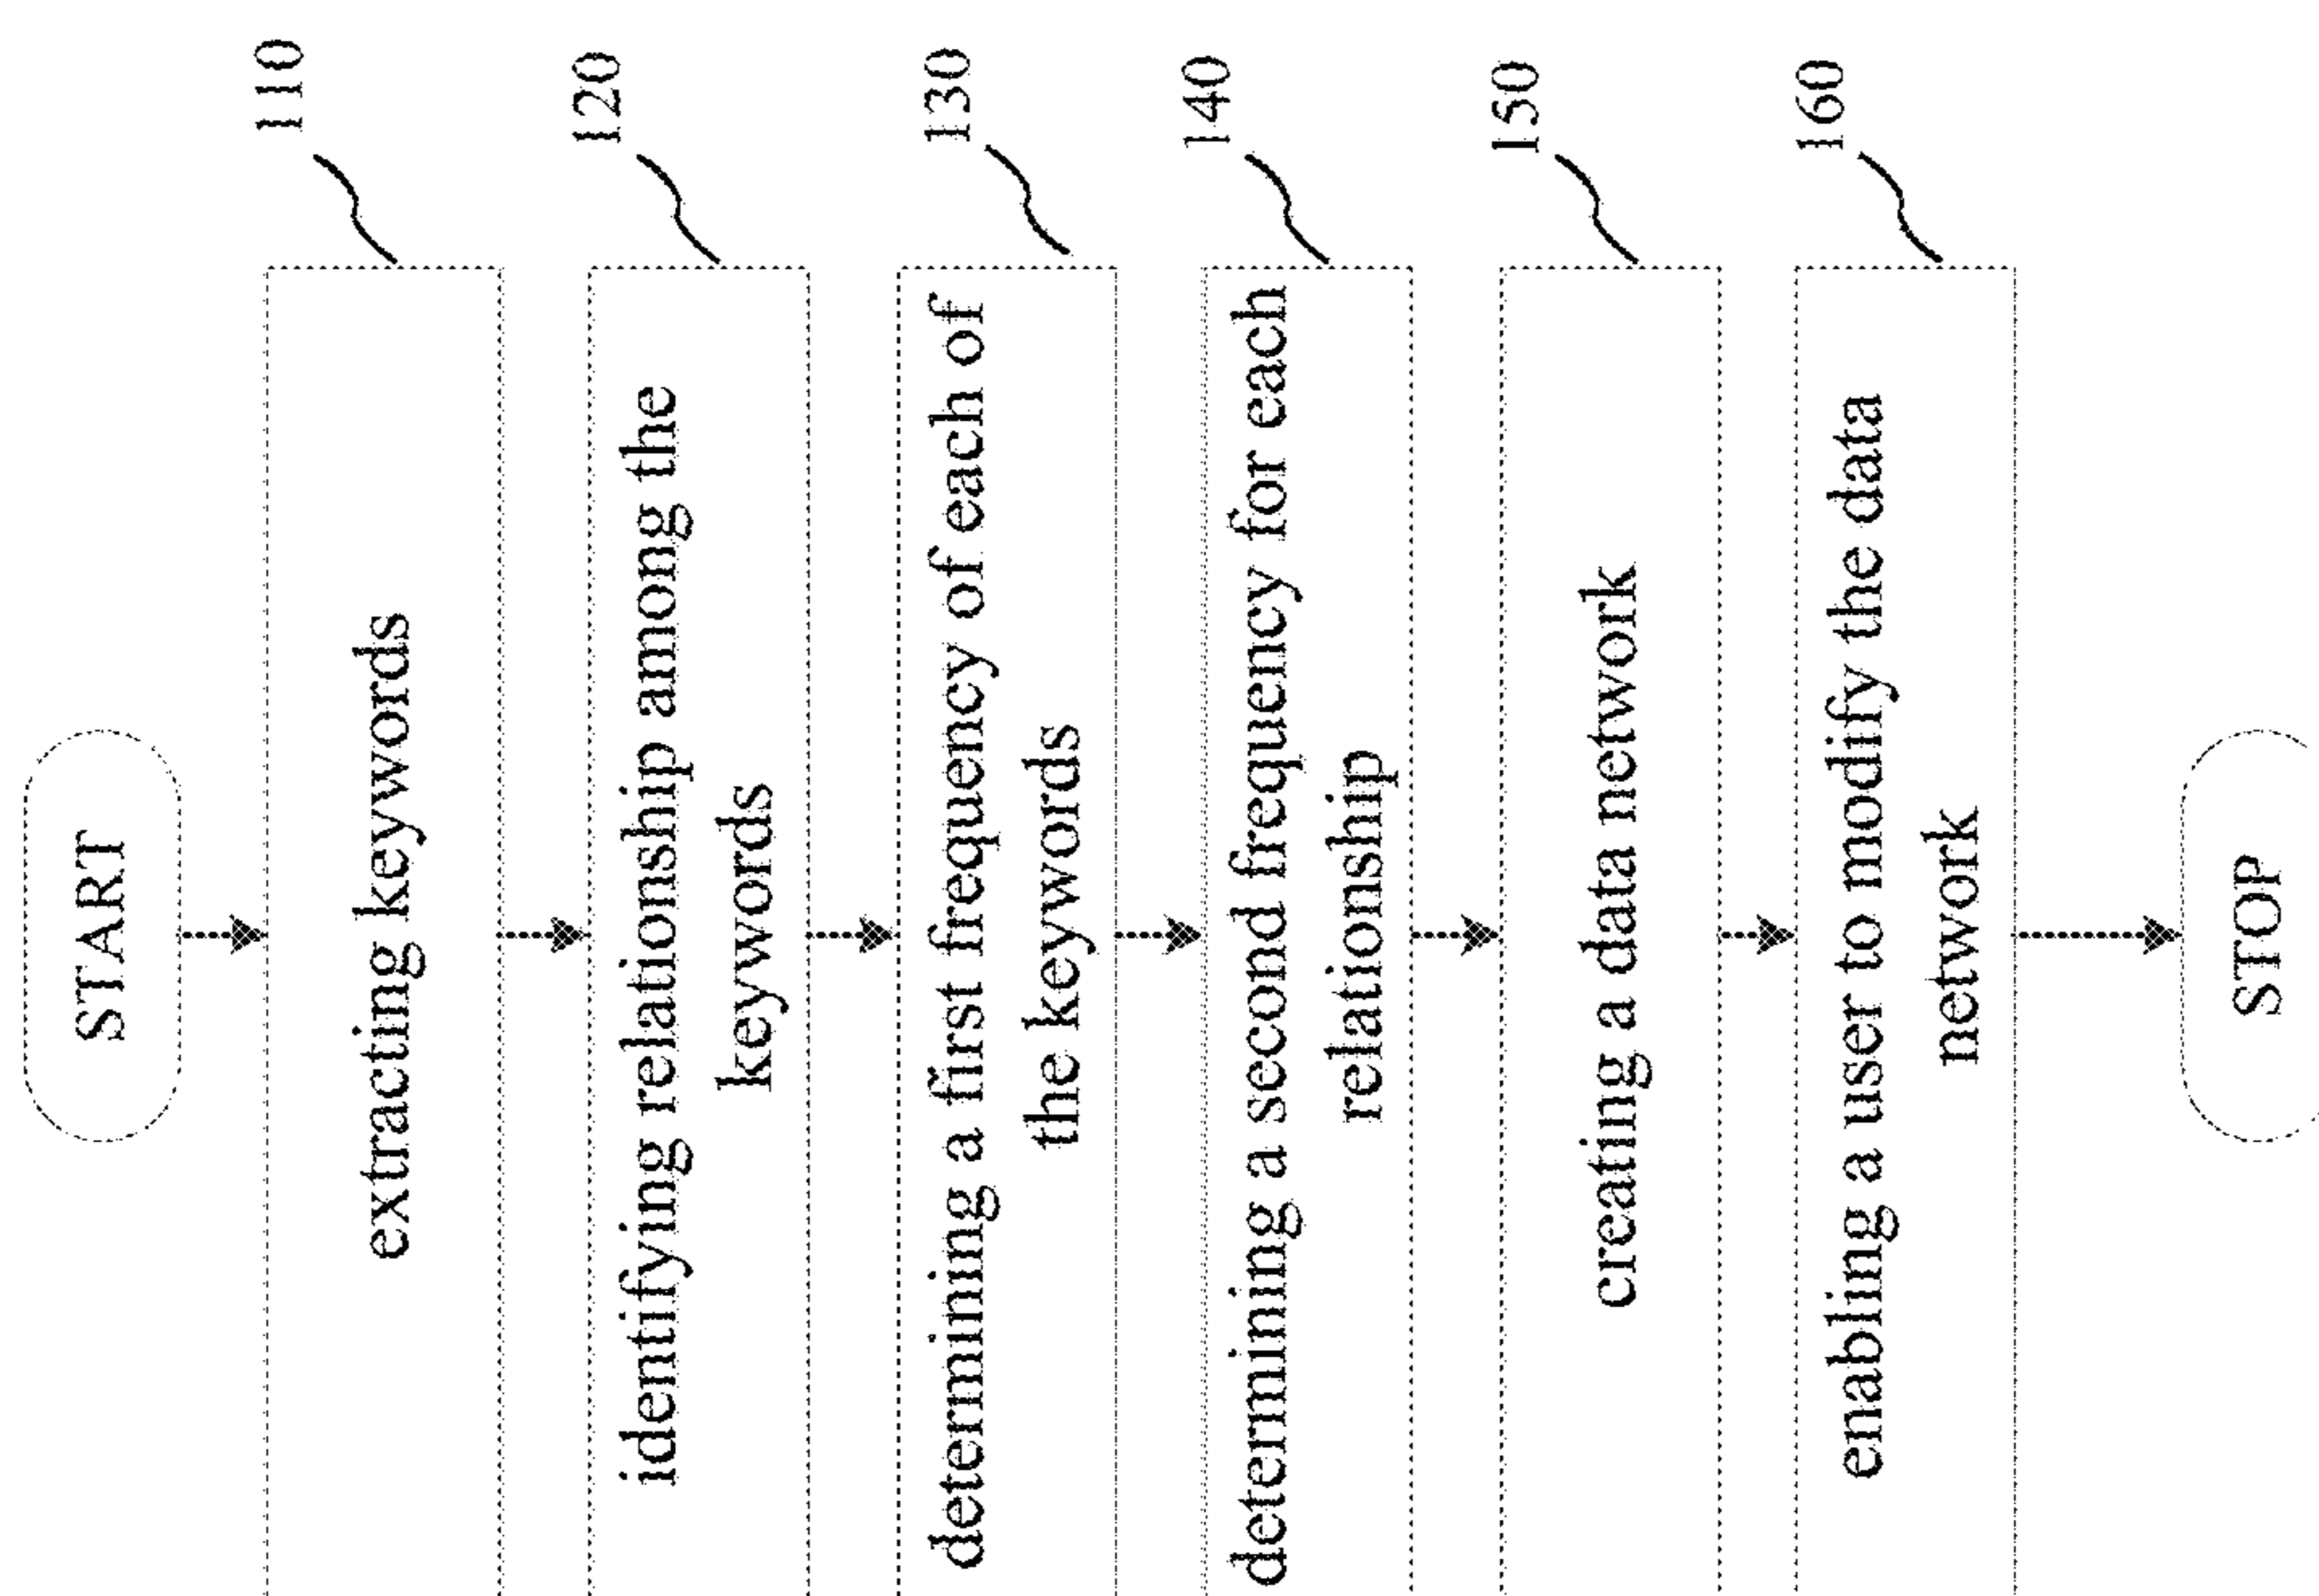 START
110
extracting keywords
120
identifying relationship among the
keywords
130
determining a first frequency of each of
the keywords
140
determining a second frequency for each
relationship
150
creating a data network
160
enabling a user to modify the data
network
STOP